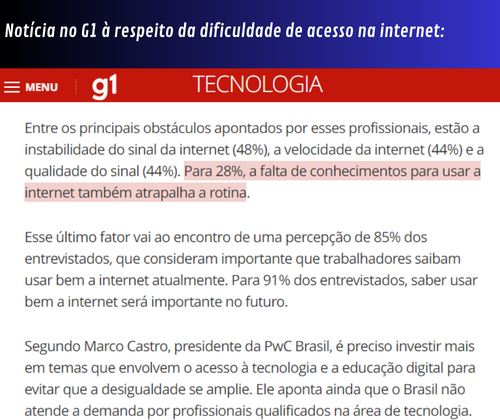 Notícia no G1 à respeito da dificuldade de acesso na internet:
MENU
g1
TECNOLOGIA
Entre os principais obstáculos apontados por esses profissionais, estão a
instabilidade do sinal da internet (48%), a velocidade da internet (44%) e a
qualidade do sinal (44%). Para 28%, a falta de conhecimentos para usar a
internet também atrapalha a rotina.
Esse último fator vai ao encontro de uma percepção de 85% dos
entrevistados, que consideram importante que trabalhadores saibam
usar bem a internet atualmente. Para 91% dos entrevistados, saber usar
bem a internet será importante no futuro.
Segundo Marco Castro, presidente da PwC Brasil, é preciso investir mais
em temas que envolvem o acesso à tecnologia e a educação digital para
evitar que a desigualdade se amplie. Ele aponta ainda que o Brasil não
atende a demanda por profissionais qualificados na área de tecnologia.